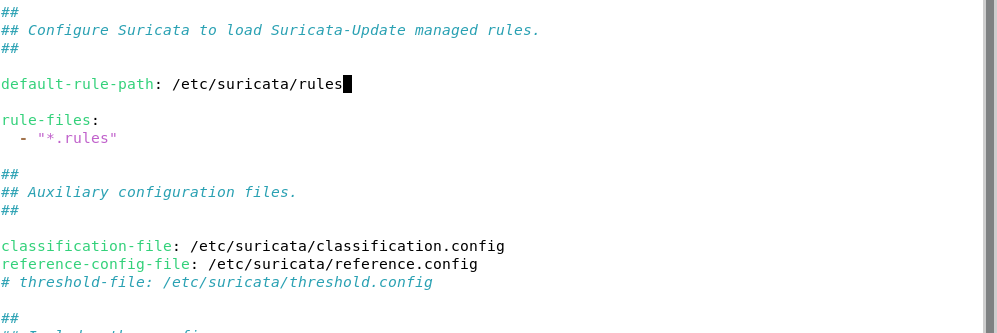 ##
## Configure Suricata to load Suricata-Update managed rules.
##
default-rule-path: /etc/suricata/rules
rule-files:
  - "*.rules"
##
## Auxiliary configuration files.
##
classification-file: /etc/suricata/classification.config
reference-config-file: /etc/suricata/reference.config
# threshold-file: /etc/suricata/threshold.config
##